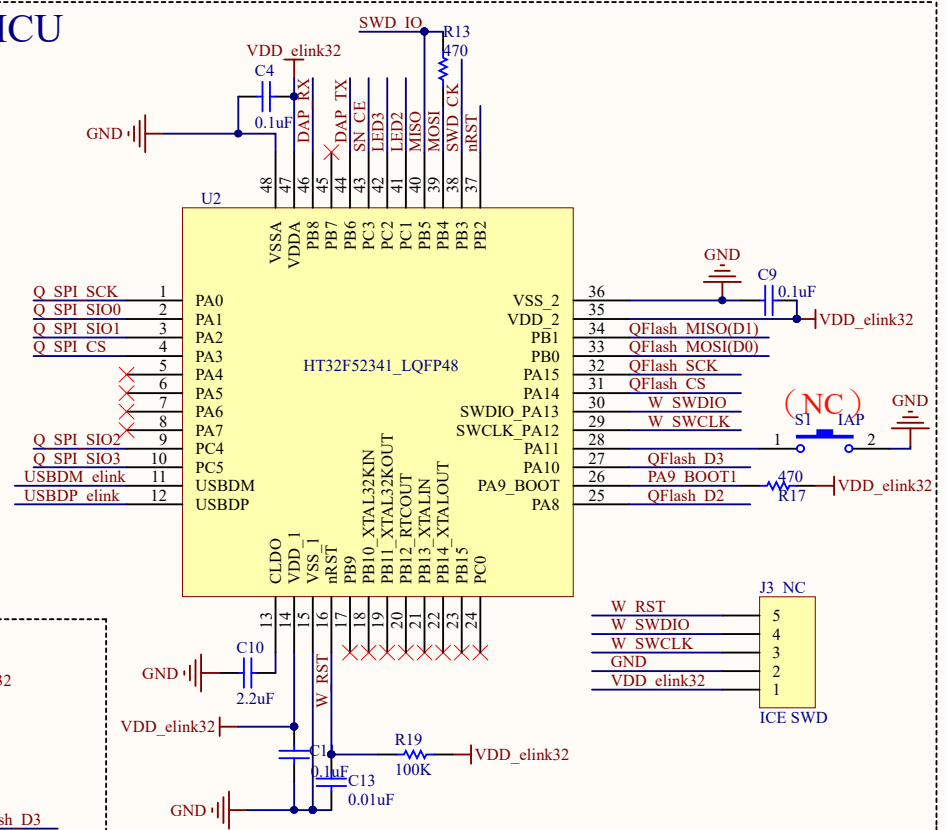 ICU
SWD_IO
R13
470
VDD_elink32
C4
0.1uF
GND
DAP_RX
DAP_TX
SN_CE
LED3
LED2
MISO
MOSI
SWD_CK
nRST
48
47
46
45
44
43
42
41
40
39
38
37
U2
VSSA
VDDA
PB8
PB7
PB6
PC3
PC2
PC1
PB5
PB4
PB3
PB2
Q_SPI_SCK 1 PA0
Q_SPI_SIO0 2 PA1
Q_SPI_SIO1 3 PA2
Q_SPI_CS 4 PA3
5 PA4
6 PA5
7 PA6
8 PA7
Q_SPI_SIO2 9 PC4
Q_SPI_SIO3 10 PC5
USBDM_elink 11 USBDM
USBDP_elink 12 USBDP
HT32F52341_LQFP48
GND
C9
0.1uF
VSS_2 36
VDD_2 35 VDD_elink32
PB1 34 QFlash_MISO(D1)
PB0 33 QFlash_MOSI(D0)
PA15 32 QFlash_SCK
PA14 31 QFlash_CS
SWDIO_PA13 30 W_SWDIO
SWCLK_PA12 29 W_SWCLK
(NC)
S1 IAP
GND
PA11 28 1 2
PA10 27 QFlash_D3
PA9_BOOT 26 PA9_BOOT1 470 VDD_elink32
R17
PA8 25 QFlash_D2
CLDO
VDD_1
VSS_1
nRST
PB9
PB10_XTAL32KIN
PB11_XTAL32KOUT
PB12_RTCOUT
PB13_XTALIN
PB14_XTALOUT
PB15
PC0
13
14
15
16
17
18
19
20
21
22
23
24
J3 NC
W_RST 5
W_SWDIO 4
W_SWCLK 3
GND 2
VDD_elink32 1
ICE SWD
C10
GND
2.2uF
W_RST
VDD_elink32
R19
100K
VDD_elink32
0.1uF
C13
0.01uF
GND
32
sh_D3